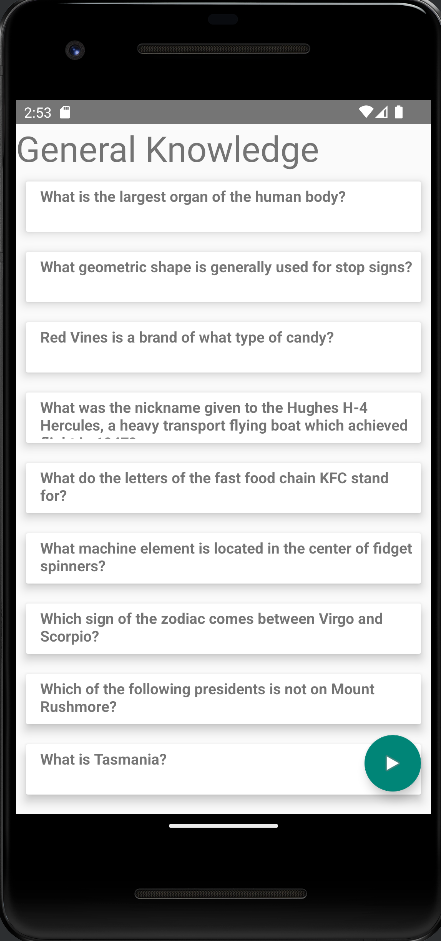 2:53
General Knowledge
What is the largest organ of the human body?
What geometric shape is generally used for stop signs?
Red Vines is a brand of what type of candy?
What was the nickname given to the Hughes H-4
Hercules, a heavy transport flying boat which achieved
What do the letters of the fast food chain KFC stand
for?
What machine element is located in the center of fidget
spinners?
Which sign of the zodiac comes between Virgo and
Scorpio?
Which of the following presidents is not on Mount
Rushmore?
What is Tasmania?